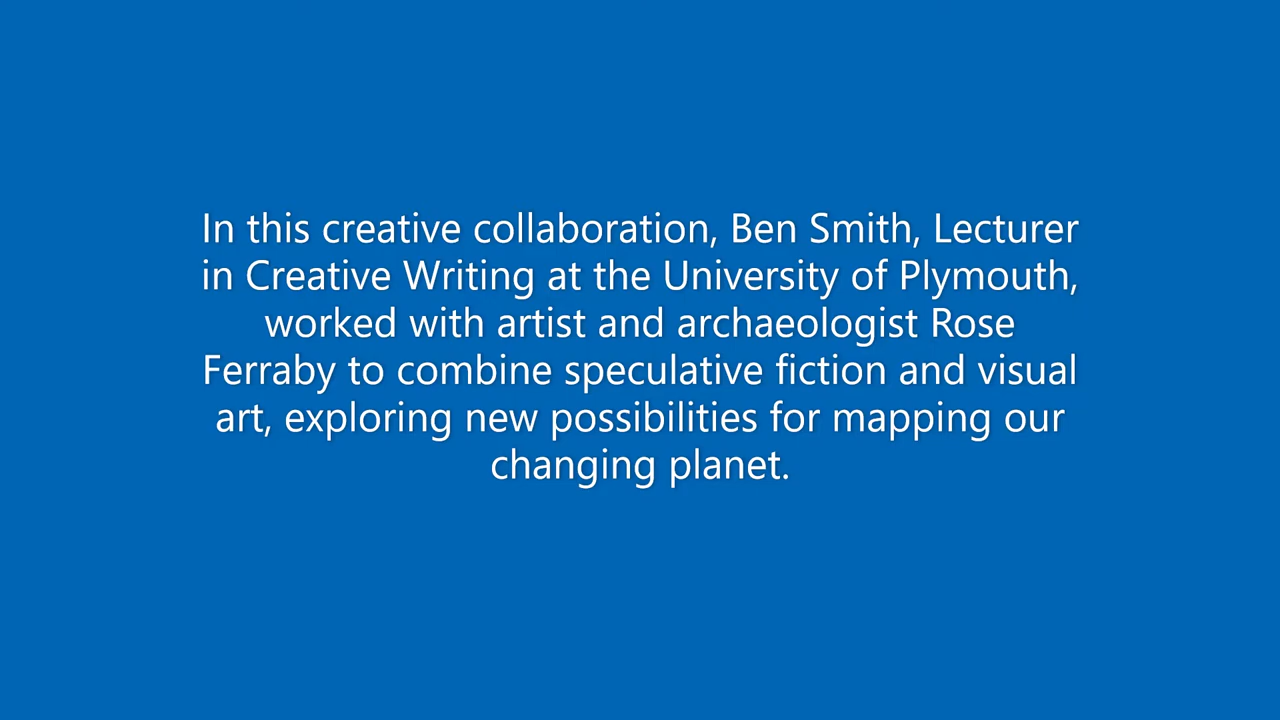 In this creative collaboration, Ben Smith, Lecturer
in Creative Writing at the University of Plymouth,
worked with artist and archaeologist Rose
Ferraby to combine speculative fiction and visual
art, exploring new possibilities for mapping our
changing planet.